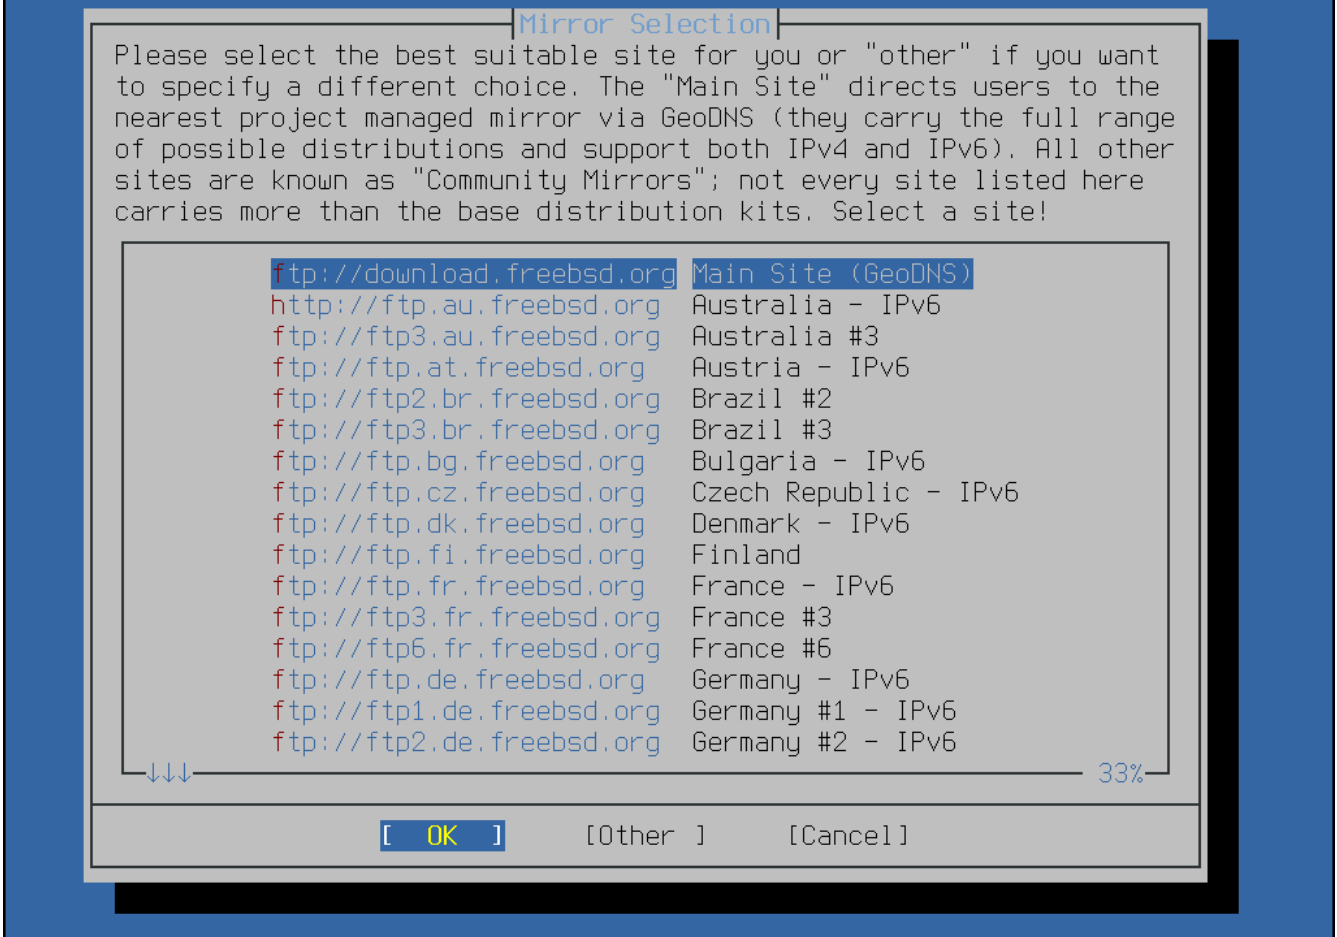 Mirror Selection
Please select the best suitable site for you or "other" if you want
to specify a different choice. The "Main Site" directs users to the
nearest project managed mirror via GeoDNS (they carry the full range
of possible distributions and support both IPv4 and IPv6). All other
sites are known as "Community Mirrors"; not every site listed here
carries more than the base distribution kits. Select a site!
ftp://download.freebsd.org Main Site (GeoDNS)
http://ftp.au.freebsd.org Australia - IPv6
ftp://ftp3.au.freebsd.org Australia #3
ftp://ftp.at.freebsd.org Austria - IPv6
ftp://ftp2.br.freebsd.org Brazil #2
ftp://ftp3.br.freebsd.org Brazil #3
ftp://ftp.bg.freebsd.org Bulgaria - IPv6
ftp://ftp.cz.freebsd.org Czech Republic - IPv6
ftp://ftp.dk.freebsd.org Denmark - IPv6
ftp://ftp.fi.freebsd.org Finland
ftp://ftp.fr.freebsd.org France - IPv6
ftp://ftp3.fr.freebsd.org France #3
ftp://ftp6.fr.freebsd.org France #6
ftp://ftp.de.freebsd.org Germany - IPv6
ftp://ftp1.de.freebsd.org Germany #1 - IPv6
ftp://ftp2.de.freebsd.org Germany #2 - IPv6
↓↓↓ 33%
[ OK ] [Other ] [Cancel]